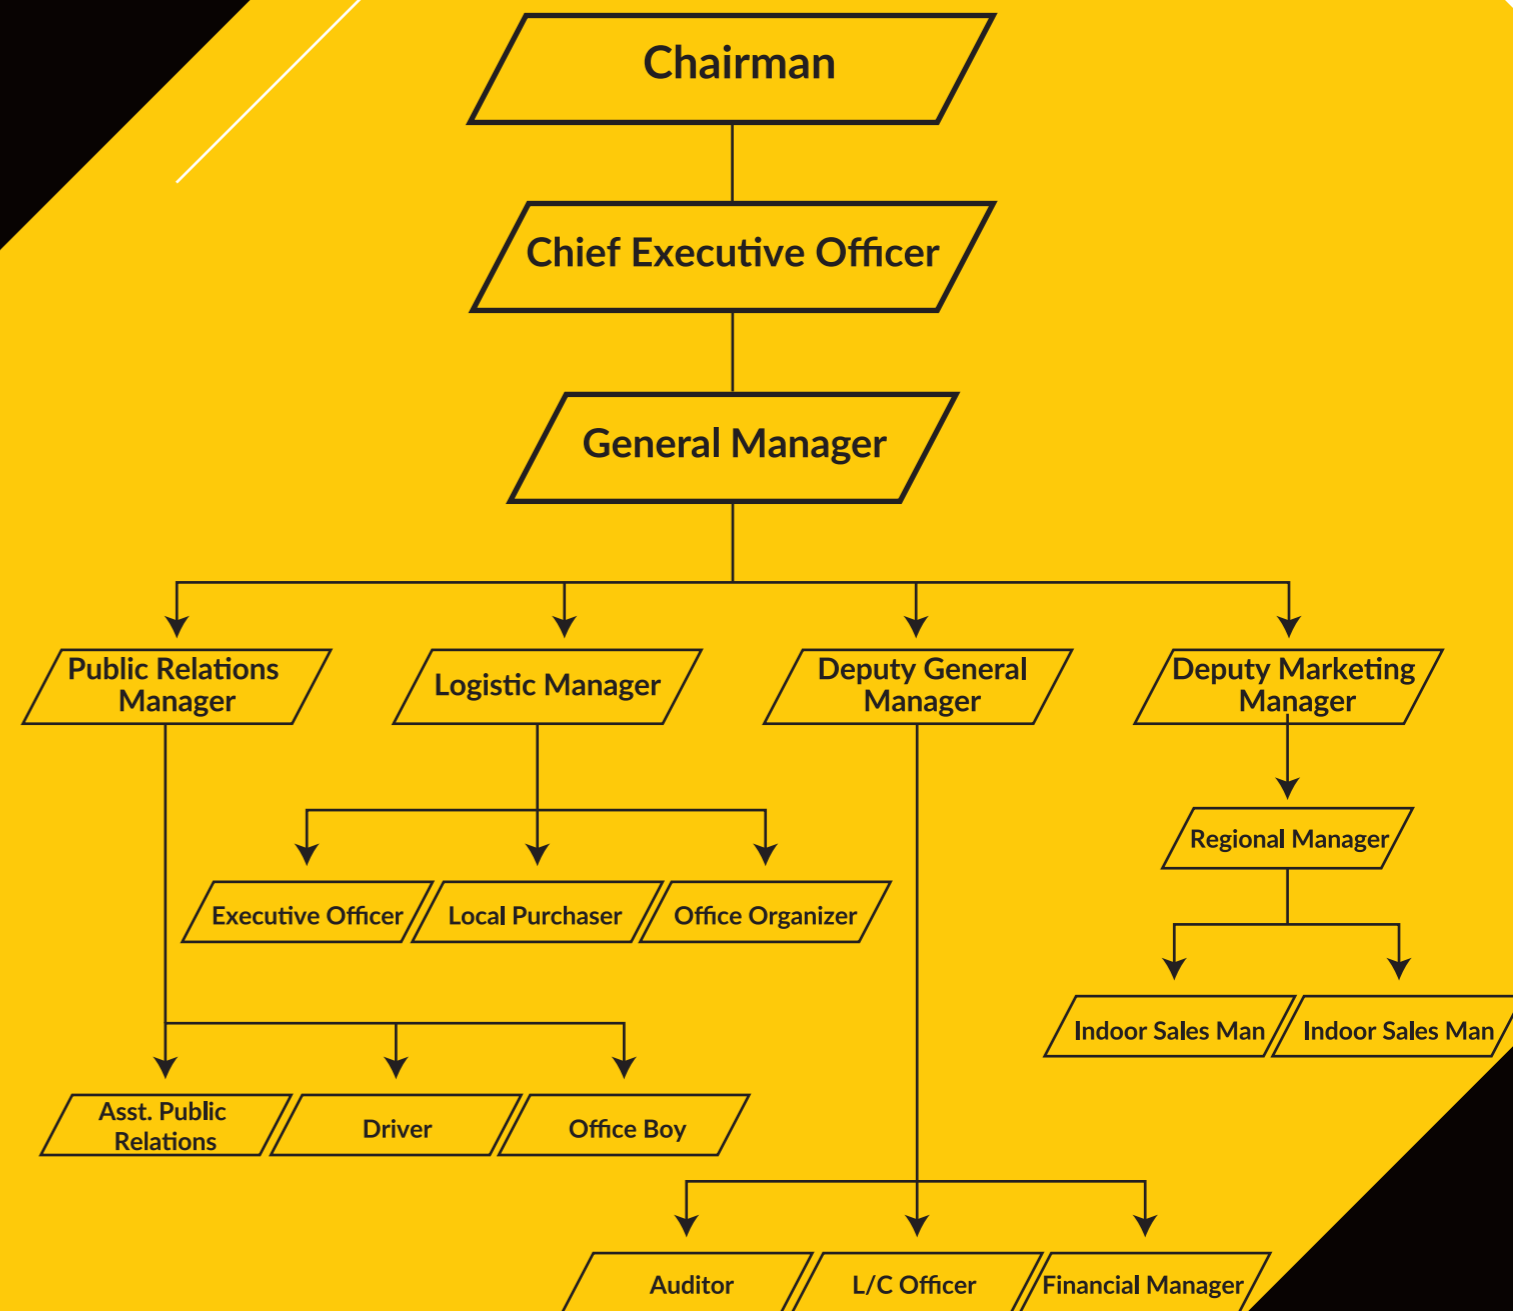 Chairman
Chief Executive Officer
General Manager
Public Relations
Manager
Logistic Manager
Deputy General
Manager
Deputy Marketing
Manager
Regional Manager
Executive Officer
Local Purchaser
Office Organizer
Indoor Sales Man
Indoor Sales Man
Asst. Public
Relations
Driver
Office Boy
Auditor
L/C Officer
Financial Manager